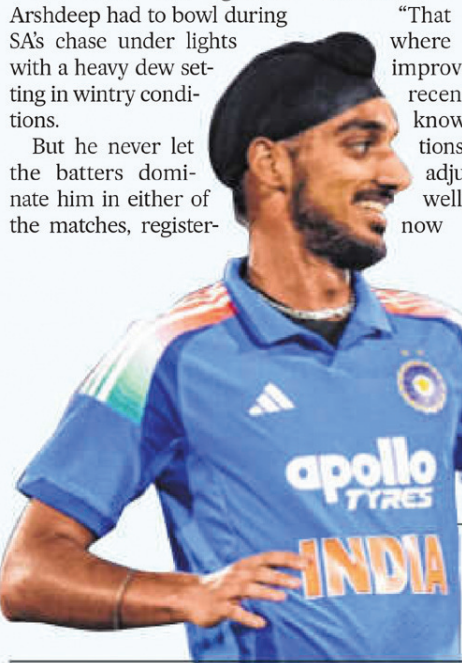 Arshdeep had to bowl during
SA's chase under lights
with a heavy dew set-
ting in wintry condi-
tions.
But he never let
the batters domi-
nate him in either of
the matches, register-
“That
where
improv
recen
know
tions
adju
well
now
apollo
TYRES
INDIA